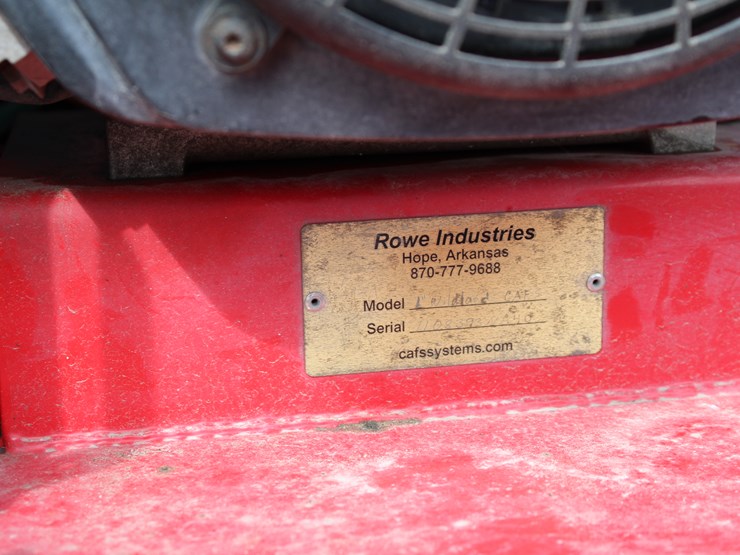 Rowe Industries
Hope, Arkansas
870-777-9688
Model
Serial
cafssystems.com